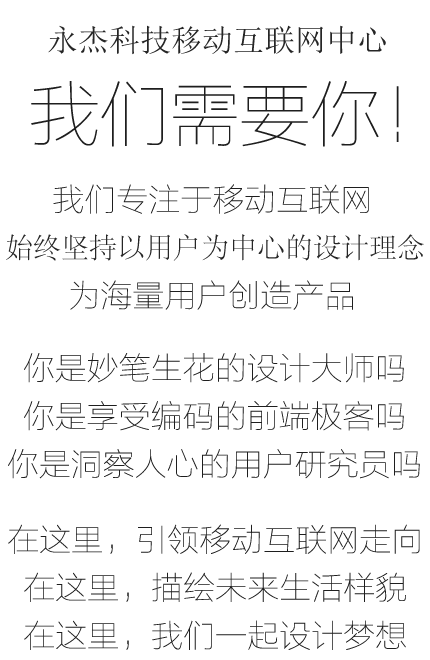 永杰科技移动互联网中心
我们需要你!
我们专注于移动互联网
始终坚持以用户为中心的设计理念
为海量用户创造产品
你是妙笔生花的设计大师吗
你是享受编码的前端极客吗
你是洞察人心的用户研究员吗
在这里，引领移动互联网走向
在这里，描绘未来生活样貌
在这里，我们一起设计梦想